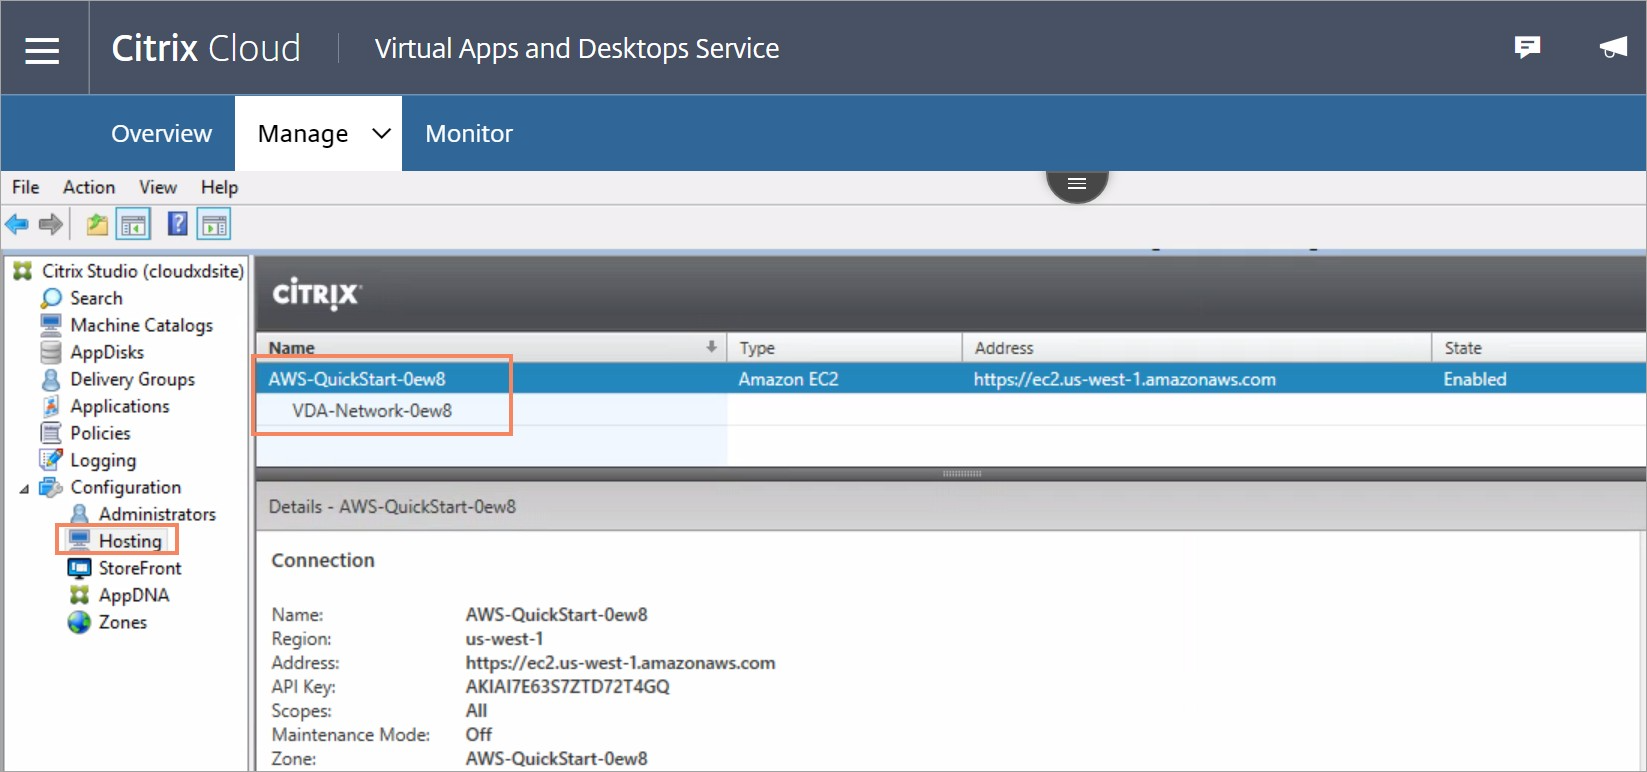 Citrix Cloud Virtual Apps and Desktops Service
Overview Manage Monitor
File Action View Help
Citrix Studio (cloudxdsite)
Search
Machine Catalogs
AppDisks
Delivery Groups
Applications
Policies
Logging
Configuration
Administrators
Hosting
StoreFront
AppDNA
Zones
CITRIX
Name Type Address State
AWS-QuickStart-0ew8 Amazon EC2 https://ec2.us-west-1.amazonaws.com Enabled
VDA-Network-0ew8
Details - AWS-QuickStart-0ew8
Connection
Name: AWS-QuickStart-0ew8
Region: us-west-1
Address: https://ec2.us-west-1.amazonaws.com
API Key: AKIAI7E63S7ZTD72T4GQ
Scopes: All
Maintenance Mode: Off
Zone: AWS-QuickStart-0ew8